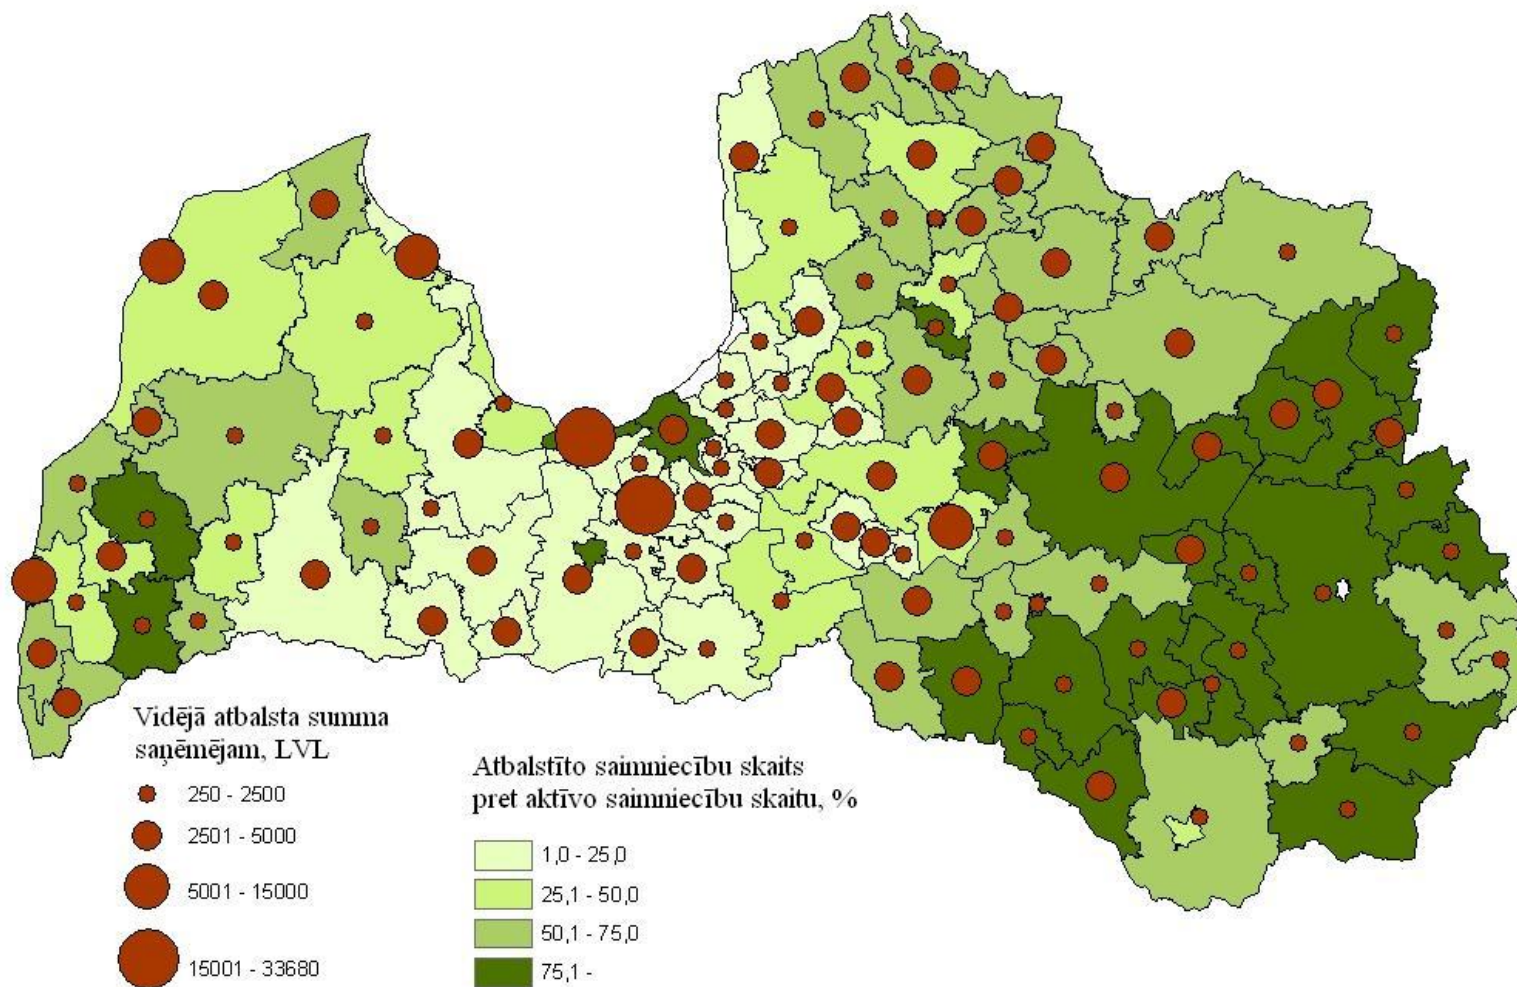 Vidējā atbalsta summa
saņēmējam, LVL
250 - 2500
2501 - 5000
5001 - 15000
15001 - 33680
Atbalstīto saimniecību skaits
pret aktīvo saimniecību skaitu, %
1,0 - 25,0
25,1 - 50,0
50,1 - 75,0
75,1 -